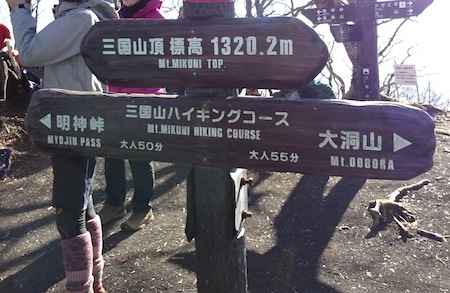 三国山頂 標高 1320.2m
MT.MIKUNI TOP.
三国山ハイキングコース
MT.MIKUNI HIKING COURSE
◀ 明神峠
MYOJIN PASS
大人50分
大洞山 ▶
MT.OOBORA
大人55分